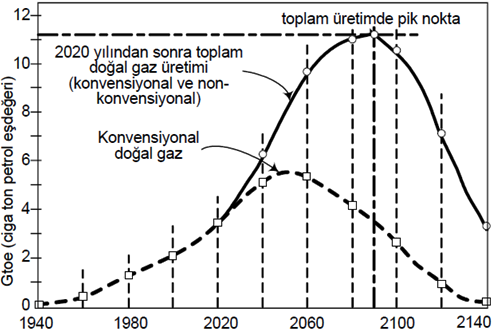 toplam üretimde pik nokta
2020 yılından sonra toplam
doğal gaz üretimi
(konvensiyonal ve non-
konvensiyonal)
Konvensiyonal
doğal gaz
Gtoe (ciga ton petrol eşdeğeri)
12
10
8
6
4
2
0
1940
1980
2020
2060
2100
2140